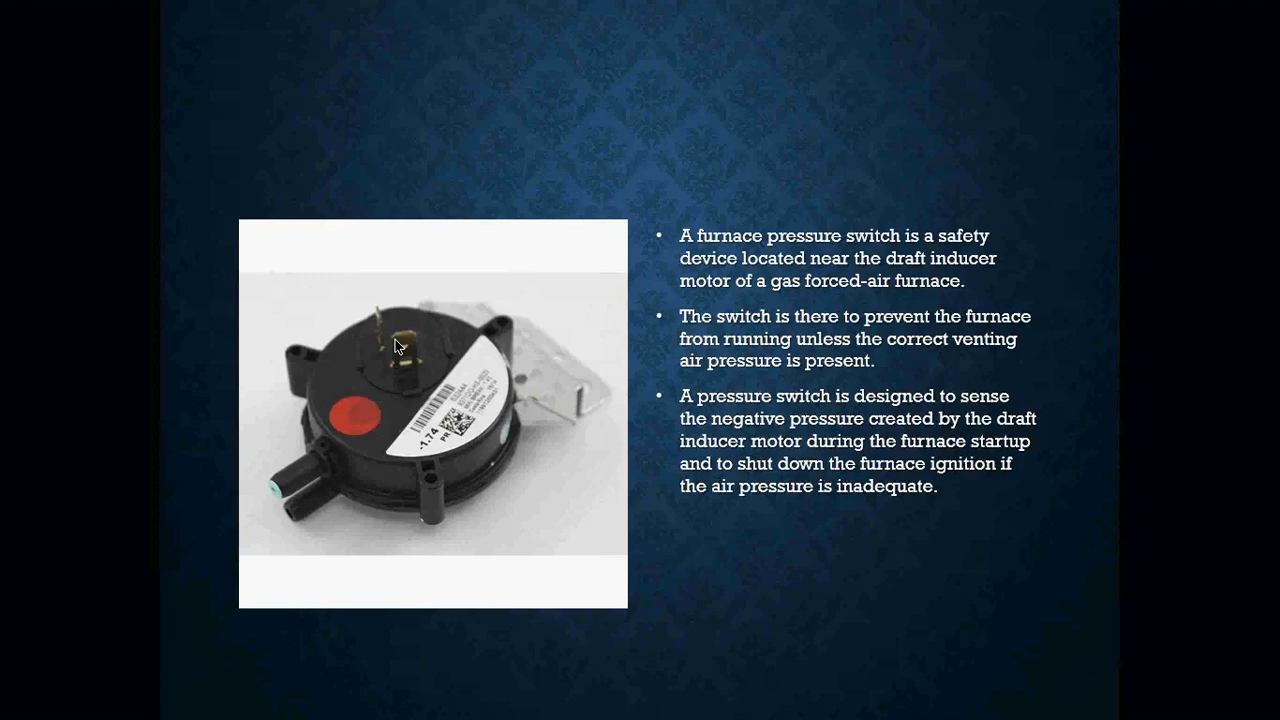 • A furnace pressure switch is a safety
device located near the draft inducer
motor of a gas forced-air furnace.
• The switch is there to prevent the furnace
from running unless the correct venting
air pressure is present.
• A pressure switch is designed to sense
the negative pressure created by the draft
inducer motor during the furnace startup
and to shut down the furnace ignition if
the air pressure is inadequate.
-1.74
PR